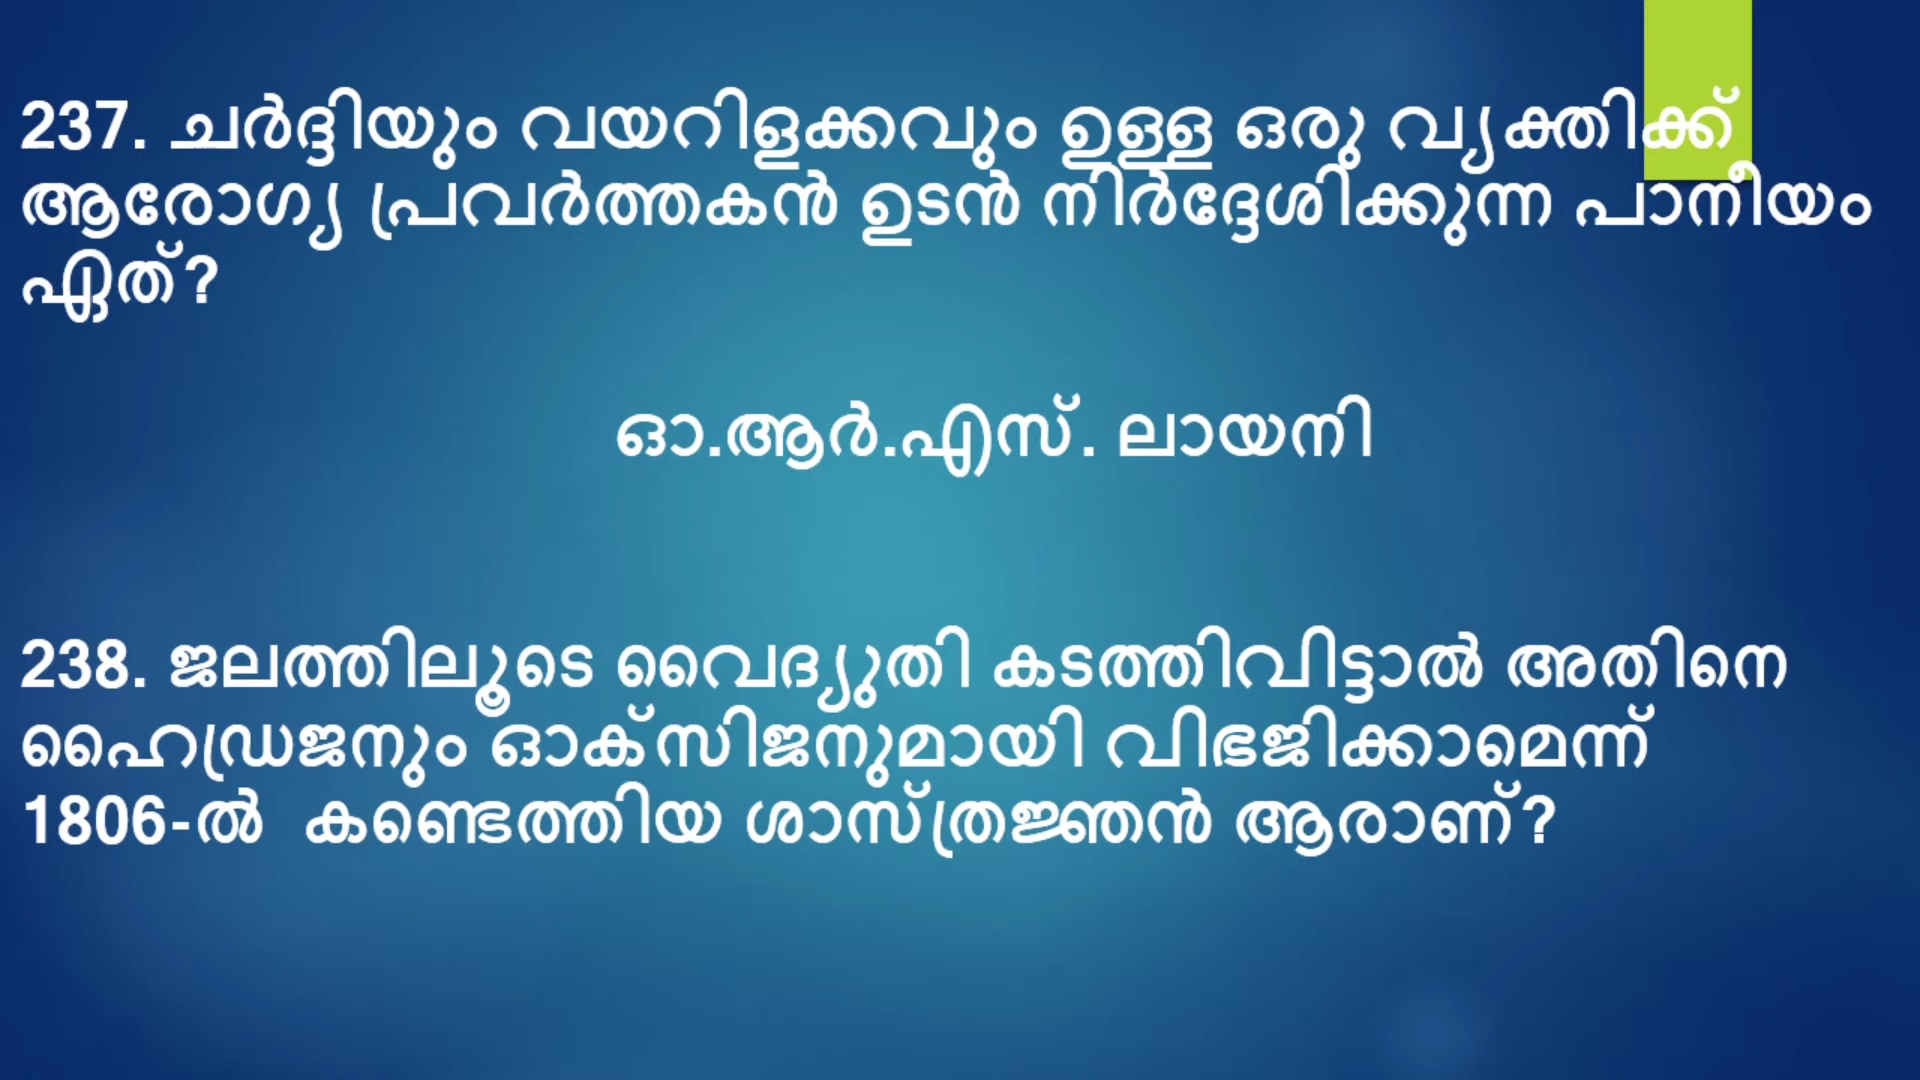 237. ചർദ്ദിയും വയറിളക്കവും ഉള്ള ഒരു വ്യക്തിക്ക്
ആരോഗ്യ പ്രവർത്തകൻ ഉടൻ നിർദ്ദേശിക്കുന്ന പാനീയം
ഏത്?
ഓ.ആർ.എസ്. ലായനി
238. ജലത്തിലൂടെ വൈദ്യുതി കടത്തിവിട്ടാൽ അതിനെ
ഹൈഡ്രജനും ഓക്സിജനുമായി വിഭജിക്കാമെന്ന്
1806-ൽ  കണ്ടെത്തിയ ശാസ്ത്രജ്ഞൻ ആരാണ്?